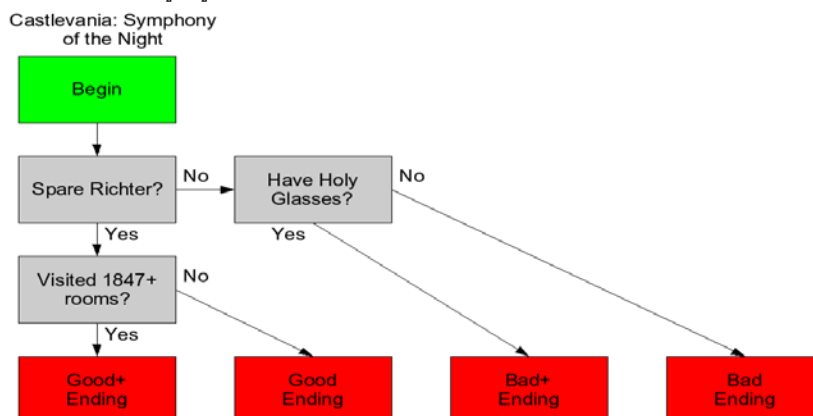 Castlevania: Symphony
of the Night
Begin
Spare Richter?
No
Have Holy
Glasses?
No
Yes
Yes
Visited 1847+
rooms?
No
Yes
Good+
Ending
Good
Ending
Bad+
Ending
Bad
Ending